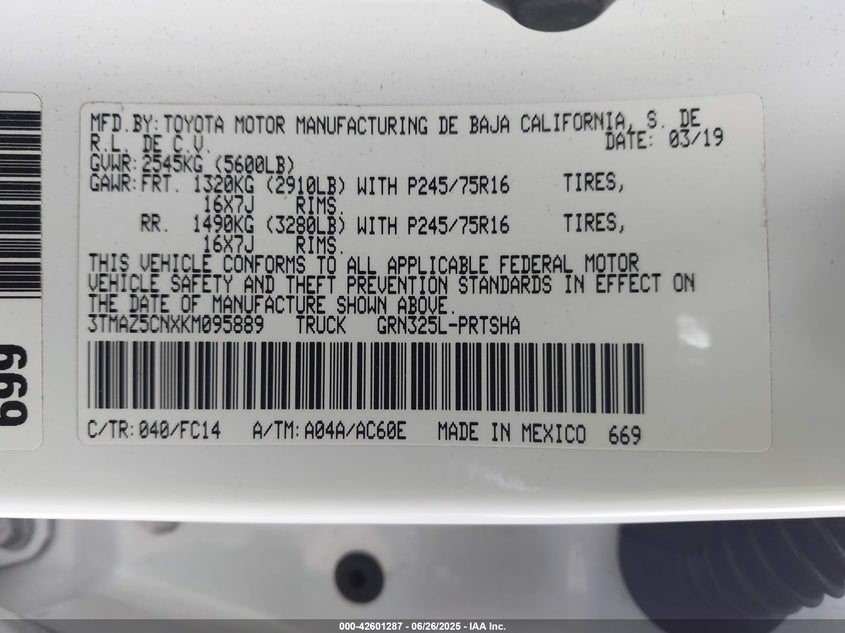 MFD.BY:TOYOTA MOTOR MANUFACTURING DE BAJA CALIFORNIA, S. DE
R.L. DE C.V. DATE: 03/19
GVWR:2545KG (5600LB)
GAWR:FRT. 1320KG (2910LB) WITH P245/75R16 TIRES,
16X7J RIMS.
RR. 1490KG (3280LB) WITH P245/75R16 TIRES,
16X7J RIMS.
THIS VEHICLE CONFORMS TO ALL APPLICABLE FEDERAL MOTOR
VEHICLE SAFETY AND THEFT PREVENTION STANDARDS IN EFFECT ON
THE DATE OF MANUFACTURE SHOWN ABOVE.
3TMAZ5CNXKM095889 TRUCK GRN325L-PRTSHA
C/TR:040/FC14 A/TM:A04A/AC60E MADE IN MEXICO 669
669
000-42601287 - 06/26/2025 - IAA Inc.